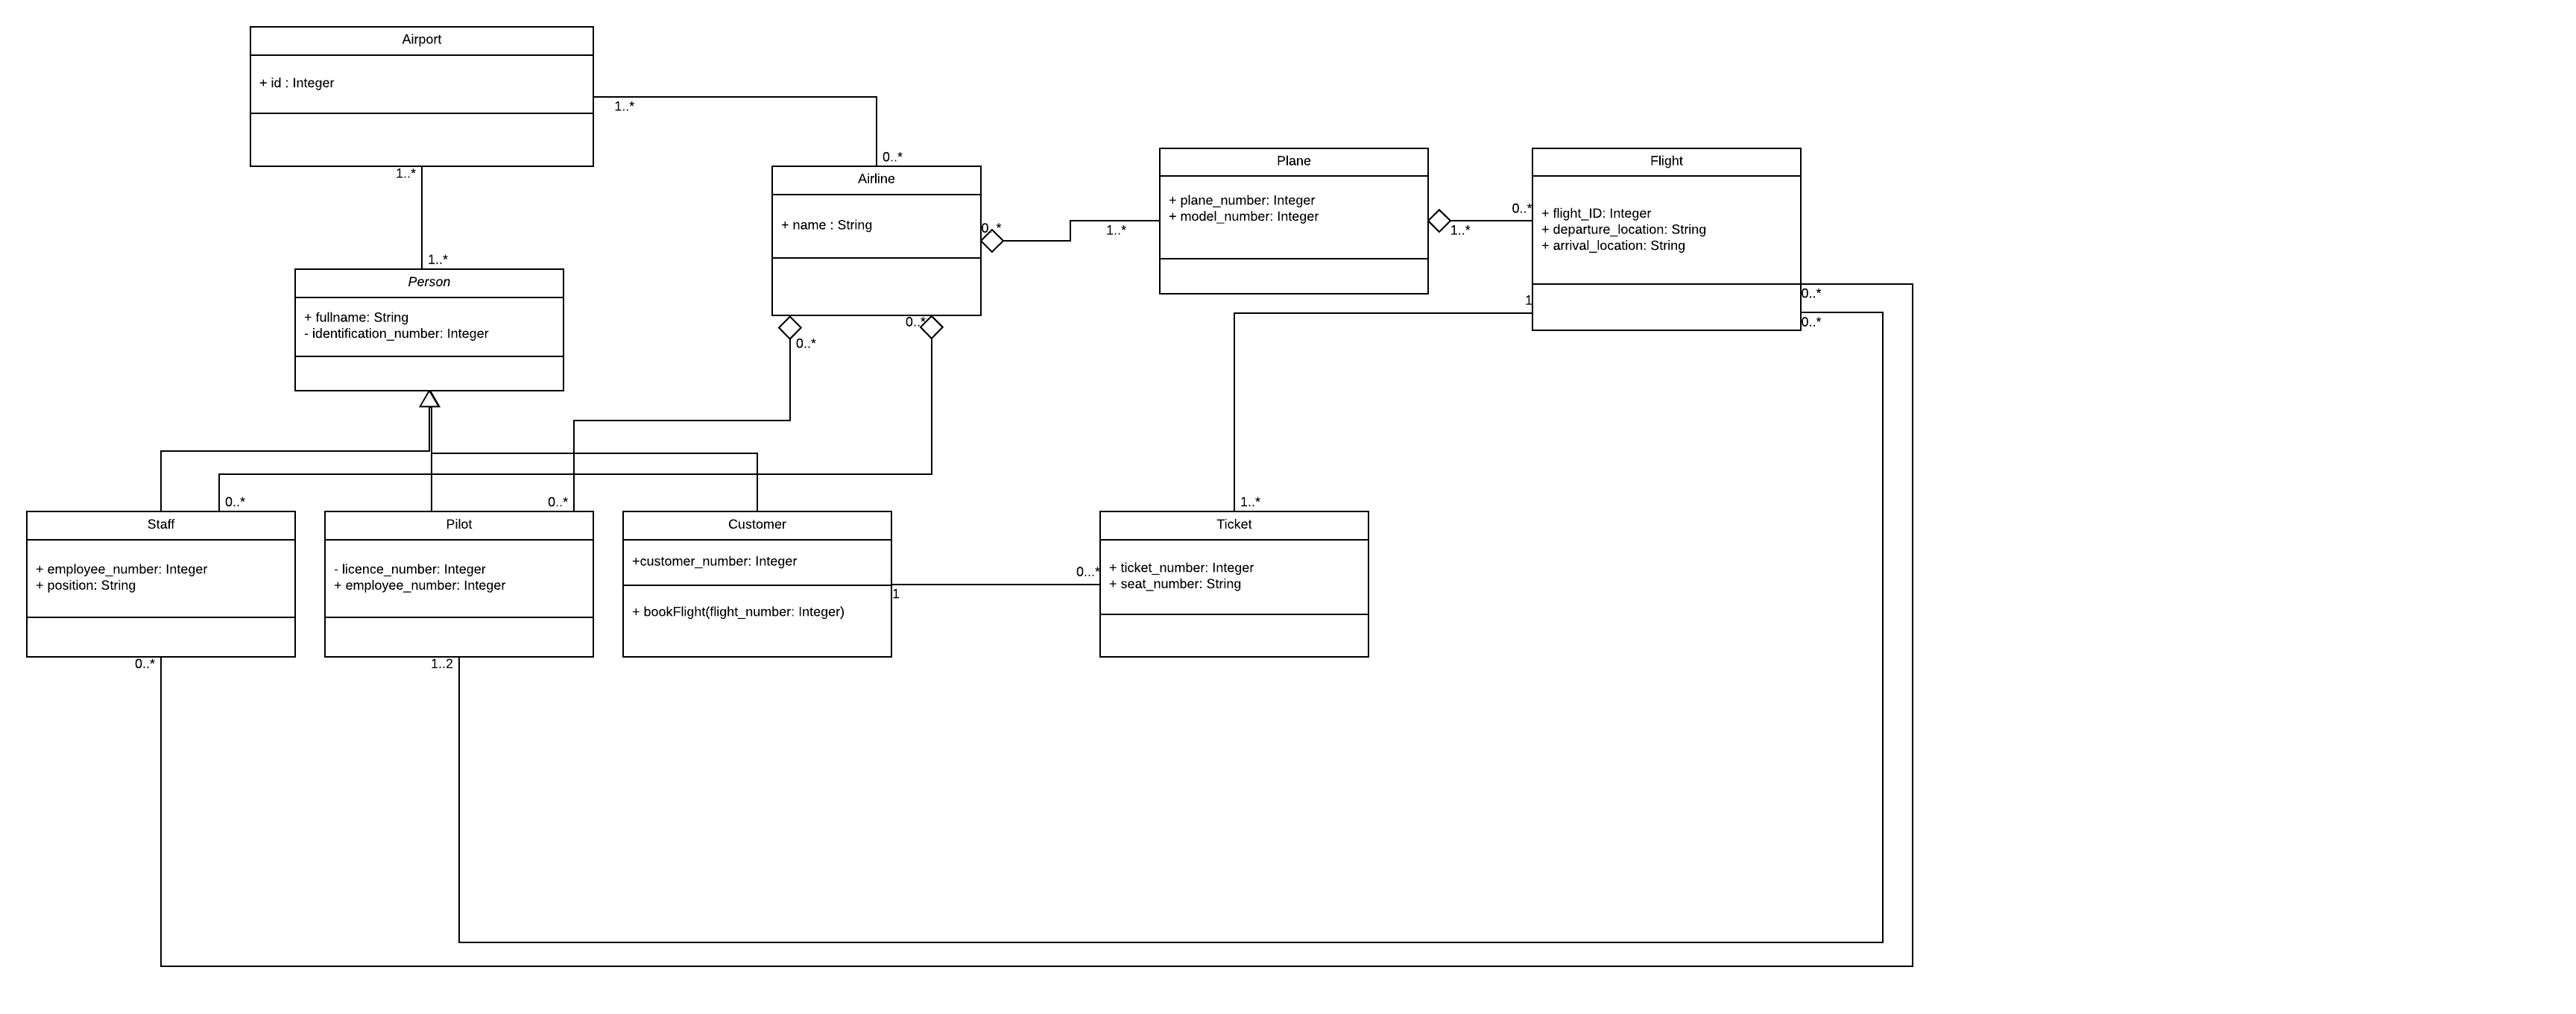 Airport
+ id : Integer
1..*
0..*
1..*
1..*
Airline
+ name : String
0..*
1..*
0..*
0..*
Plane
+ plane_number: Integer
+ model_number: Integer
1..*
0..*
Flight
+ flight_ID: Integer
+ departure_location: String
+ arrival_location: String
1
0..*
0..*
Person
+ fullname: String
- identification_number: Integer
0..*
0..*
1..*
Staff
+ employee_number: Integer
+ position: String
0..*
Pilot
- licence_number: Integer
+ employee_number: Integer
1..2
Customer
+customer_number: Integer
+ bookFlight(flight_number: Integer)
1
0...*
Ticket
+ ticket_number: Integer
+ seat_number: String